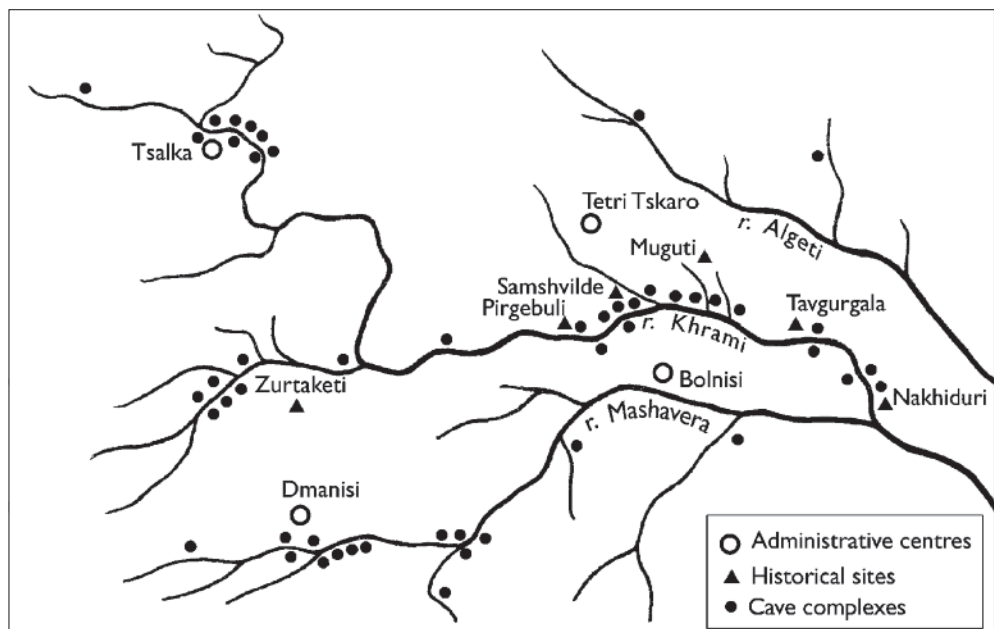 Tsalka
Tetri Tskaro
r. Algeti
Muguti
Samshvilde
Pirgebuli
Tavgurgala
r. Khrami
Zurtaketi
Bolnisi
Nakhiduri
r. Mashavera
Dmanisi
Administrative centres
Historical sites
Cave complexes